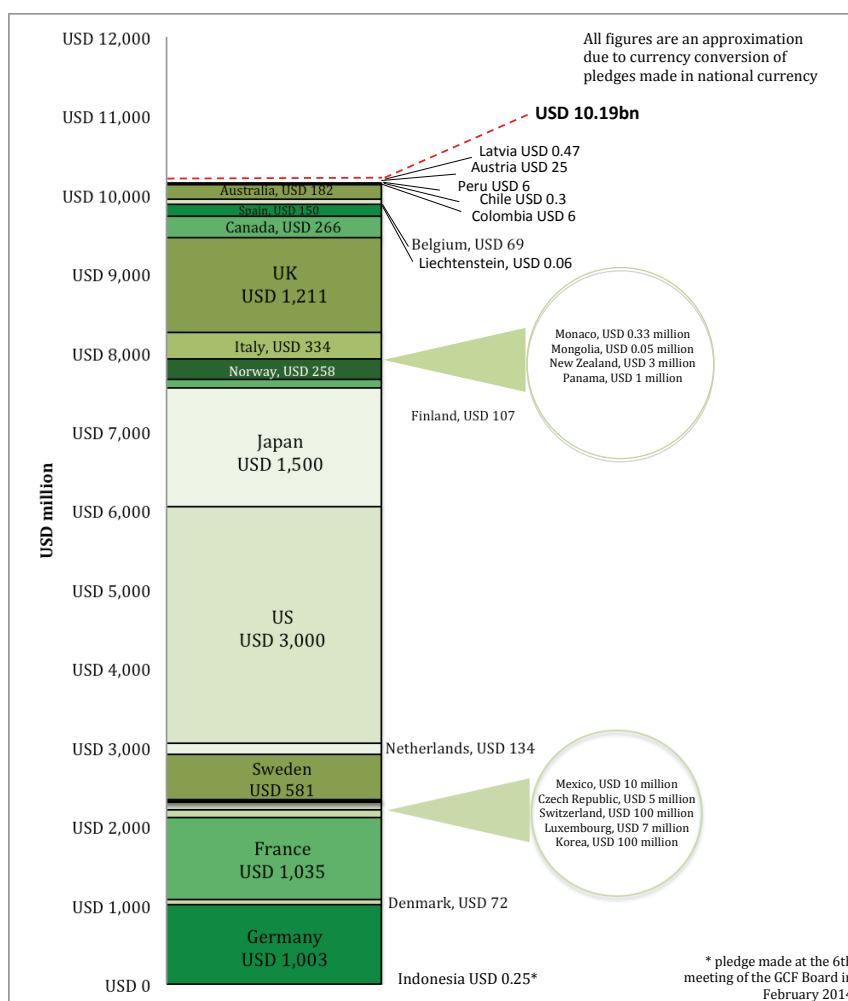 USD 12,000
All figures are an approximation
due to currency conversion of
pledges made in national currency
USD 11,000
USD 10.19bn
Latvia USD 0.47
Austria USD 25
Peru USD 6
Chile USD 0.3
Colombia USD 6
USD 10,000
Australia, USD 182
Spain, USD 150
Canada, USD 266
Belgium, USD 69
Liechtenstein, USD 0.06
USD 9,000
UK
USD 1,211
USD 8,000
Italy, USD 334
Norway, USD 258
Monaco, USD 0.33 million
Mongolia, USD 0.05 million
New Zealand, USD 3 million
Panama, USD 1 million
Finland, USD 107
USD 7,000
Japan
USD 1,500
USD million
USD 6,000
USD 5,000
US
USD 3,000
USD 4,000
USD 3,000
Netherlands, USD 134
Sweden
USD 581
Mexico, USD 10 million
Czech Republic, USD 5 million
Switzerland, USD 100 million
Luxembourg, USD 7 million
Korea, USD 100 million
USD 2,000
France
USD 1,035
USD 1,000
Denmark, USD 72
Germany
USD 1,003
USD 0
Indonesia USD 0.25*
* pledge made at the 6th
meeting of the GCF Board in
February 2014